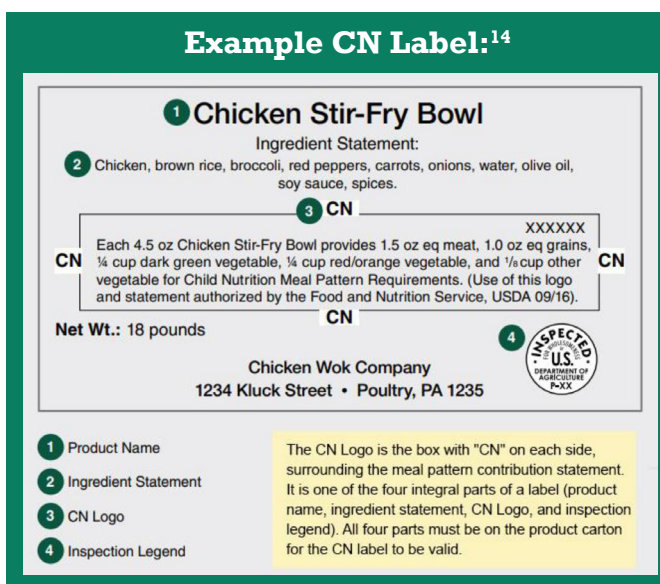 Example CN Label:14
1 Chicken Stir-Fry Bowl
Ingredient Statement:
2 Chicken, brown rice, broccoli, red peppers, carrots, onions, water, olive oil,
soy sauce, spices.
3 CN
XXXXXX
CN Each 4.5 oz Chicken Stir-Fry Bowl provides 1.5 oz eq meat, 1.0 oz eq grains, CN
¼ cup dark green vegetable, ¼ cup red/orange vegetable, and 1/8 cup other
vegetable for Child Nutrition Meal Pattern Requirements. (Use of this logo
and statement authorized by the Food and Nutrition Service, USDA 09/16).
CN
Net Wt.: 18 pounds
4 INSPECTED
FOR WHOLESOMENESS BY
U.S.
DEPARTMENT OF
AGRICULTURE
P-XX
Chicken Wok Company
1234 Kluck Street • Poultry, PA 1235
1 Product Name
2 Ingredient Statement
3 CN Logo
4 Inspection Legend
The CN Logo is the box with "CN" on each side,
surrounding the meal pattern contribution statement.
It is one of the four integral parts of a label (product
name, ingredient statement, CN Logo, and inspection
legend). All four parts must be on the product carton
for the CN label to be valid.